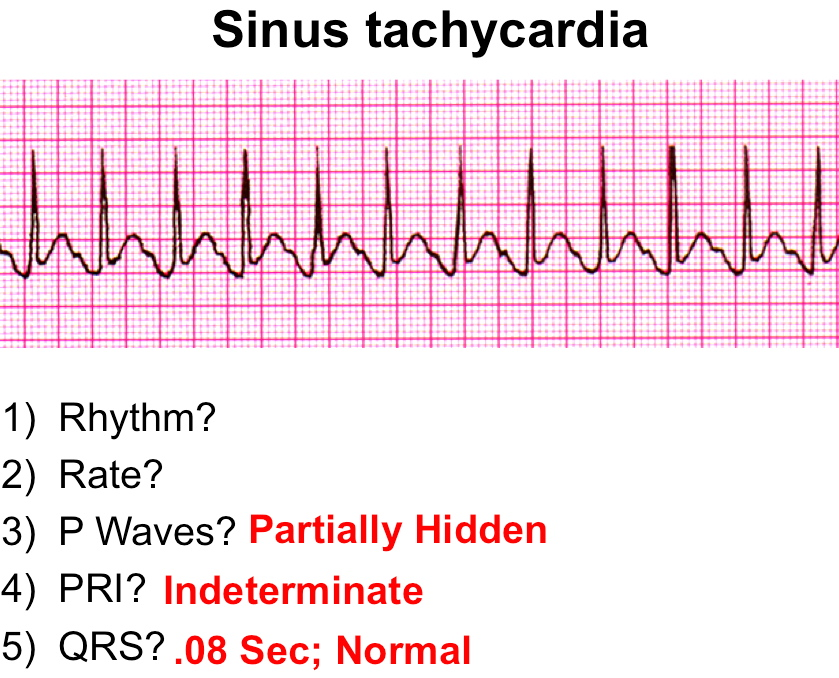 Sinus tachycardia
1) Rhythm?
2) Rate?
3) P Waves? Partially Hidden
4) PRI? Indeterminate
5) QRS? .08 Sec; Normal